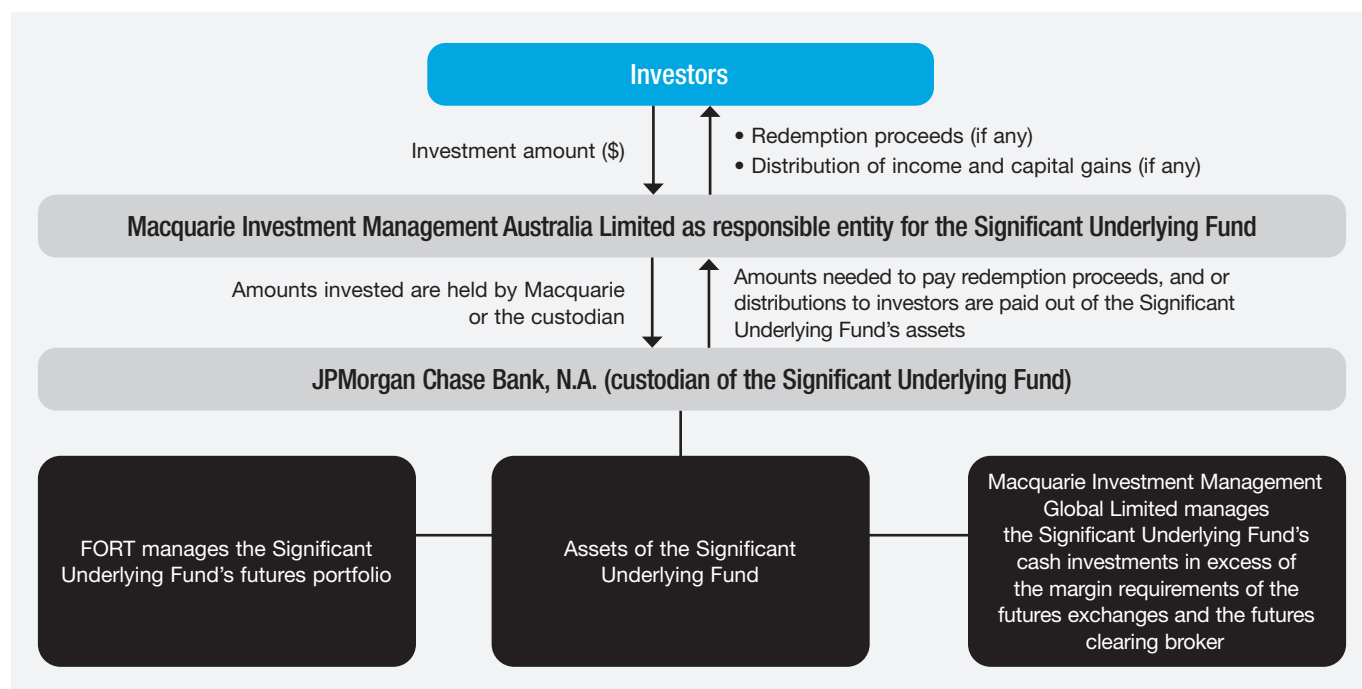 Investors
Investment amount ($)
• Redemption proceeds (if any)
• Distribution of income and capital gains (if any)
Macquarie Investment Management Australia Limited as responsible entity for the Significant Underlying Fund
Amounts invested are held by Macquarie
or the custodian
Amounts needed to pay redemption proceeds, and or
distributions to investors are paid out of the Significant
Underlying Fund’s assets
JPMorgan Chase Bank, N.A. (custodian of the Significant Underlying Fund)
FORT manages the Significant
Underlying Fund’s futures portfolio
Assets of the Significant
Underlying Fund
Macquarie Investment Management
Global Limited manages
the Significant Underlying Fund’s
cash investments in excess of
the margin requirements of the
futures exchanges and the futures
clearing broker